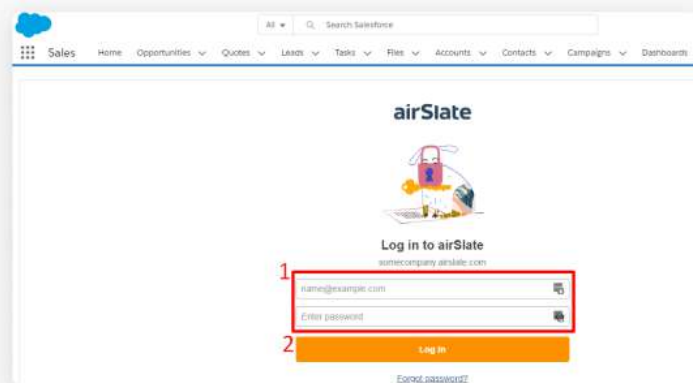 All Search Salesforce
Sales Home Opportunities Quotes Leads Tasks Files Accounts Contacts Campaigns Dashboards
airSlate
Log in to airSlate
somecompany.airslate.com
1
name@example.com
Enter password
2
Log in
Forgot password?